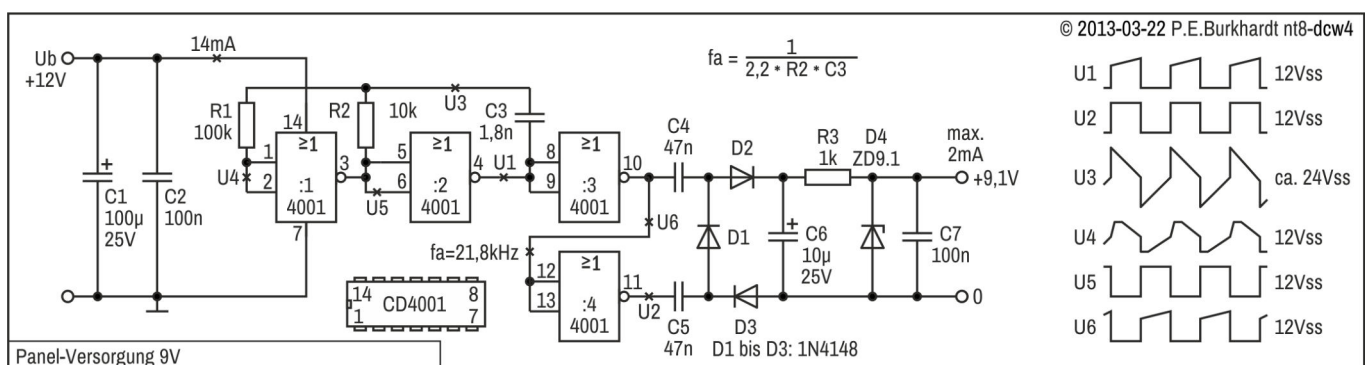 © 2013-03-22 P.E.Burkhardt nt8-dcw4
Ub
+12V
14mA
fa = 1
2,2 * R2 * C3
U1
12Vss
U2
12Vss
U3
ca. 24Vss
U4
12Vss
U5
12Vss
U6
12Vss
R1
100k
R2
10k
U3
C3
1,8n
14
≥1
1
2
3
:1
4001
7
U4
≥1
5
6
4
:2
4001
U5
U1
≥1
8
9
10
:3
4001
C4
47n
D2
R3
1k
D4
ZD9.1
max.
2mA
+9,1V
C1
100µ
25V
+
C2
100n
U6
D1
+
C6
10µ
25V
C7
100n
fa=21,8kHz
≥1
12
13
11
:4
4001
U2
C5
47n
D3
0
D1 bis D3: 1N4148
14
8
CD4001
1
7
Panel-Versorgung 9V